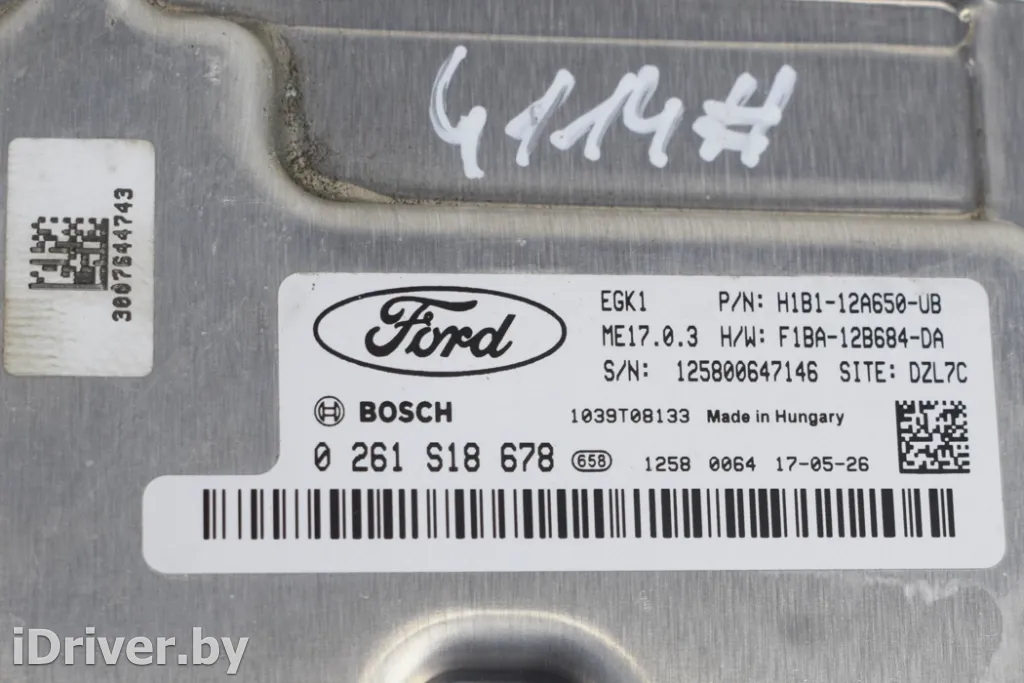 4114#
3007644743
Ford
EGK1 P/N: H1B1-12A650-UB
ME17.0.3 H/W: F1BA-12B684-DA
S/N: 125800647146 SITE: DZL7C
BOSCH 1039T08133 Made in Hungary
0 261 S18 678 658 1258 0064 17-05-26
iDriver.by